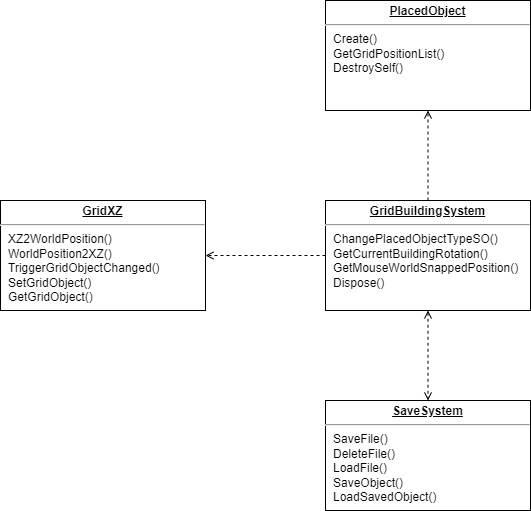 PlacedObject
Create()
GetGridPositionList()
DestroySelf()
GridXZ
XZ2WorldPosition()
WorldPosition2XZ()
TriggerGridObjectChanged()
SetGridObject()
GetGridObject()
GridBuildingSystem
ChangePlacedObjectTypeSO()
GetCurrentBuildingRotation()
GetMouseWorldSnappedPosition()
Dispose()
SaveSystem
SaveFile()
DeleteFile()
LoadFile()
SaveObject()
LoadSavedObject()